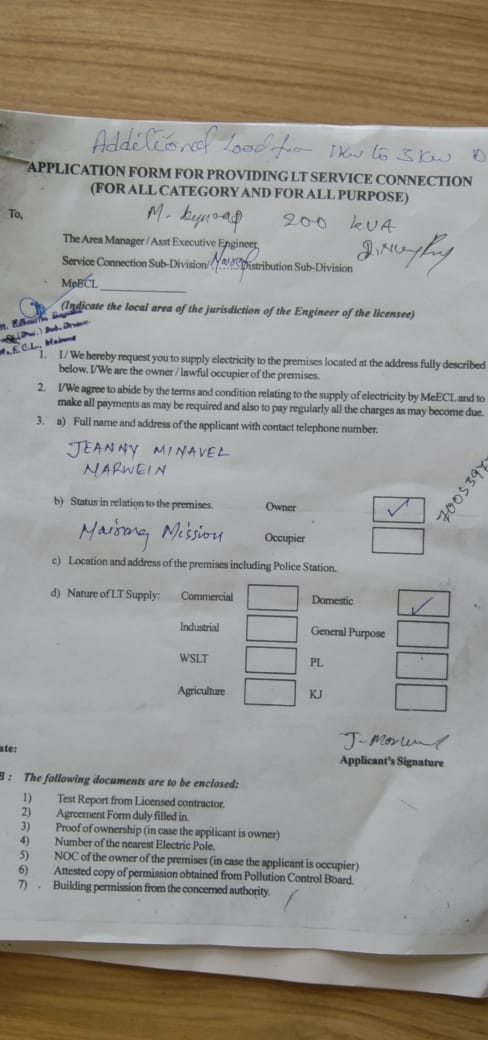 Additional Load from 1kw to 3kw
APPLICATION FORM FOR PROVIDING LT SERVICE CONNECTION
(FOR ALL CATEGORY AND FOR ALL PURPOSE)
To,
M. 200 kVA
The Area Manager/Asst Executive Engineer
Service Connection Sub-Division/ Distribution Sub-Division
MeECL
(Indicate the local area of the jurisdiction of the Engineer of the licensee)
1. I/We hereby request you to supply electricity to the premises located at the address fully described
below. I/We are the owner / lawful occupier of the premises.
2. I/We agree to abide by the terms and condition relating to the supply of electricity by MeECL and to
make all payments as may be required and also to pay regularly all the charges as may become due.
3. a) Full name and address of the applicant with contact telephone number.
JEANNY MINAVEL
MARWEIN
b) Status in relation to the premises. Owner ✓
Mairang Mission Occupier
c) Location and address of the premises including Police Station.
d) Nature of LT Supply: Commercial Domestic ✓
Industrial General Purpose
WSLT PL
Agriculture KJ
ate:
Applicant's Signature
B : The following documents are to be enclosed:
1) Test Report from Licensed contractor.
2) Agreement Form duly filled in.
3) Proof of ownership (in case the applicant is owner)
4) Number of the nearest Electric Pole.
5) NOC of the owner of the premises (in case the applicant is occupier)
6) Attested copy of permission obtained from Pollution Control Board.
7) Building permission from the concerned authority.